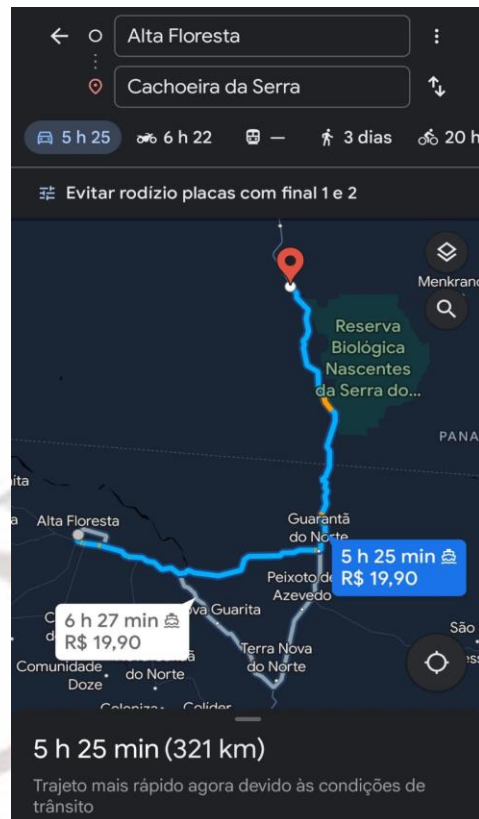 Alta Floresta
Cachoeira da Serra
5 h 25
6 h 22
—
3 dias
20 h
Evitar rodízio placas com final 1 e 2
Menkrano
Reserva
Biológica
Nascentes
da Serra do...
PANA
Alta Floresta
Guarantã
do Norte
5 h 25 min
R$ 19,90
Peixoto de
Azevedo
6 h 27 min
R$ 19,90
ova Guarita
São
Terra Nova
do Norte
Comunidade
Doze
do Norte
Colíder
5 h 25 min (321 km)
Trajeto mais rápido agora devido às condições de
trânsito